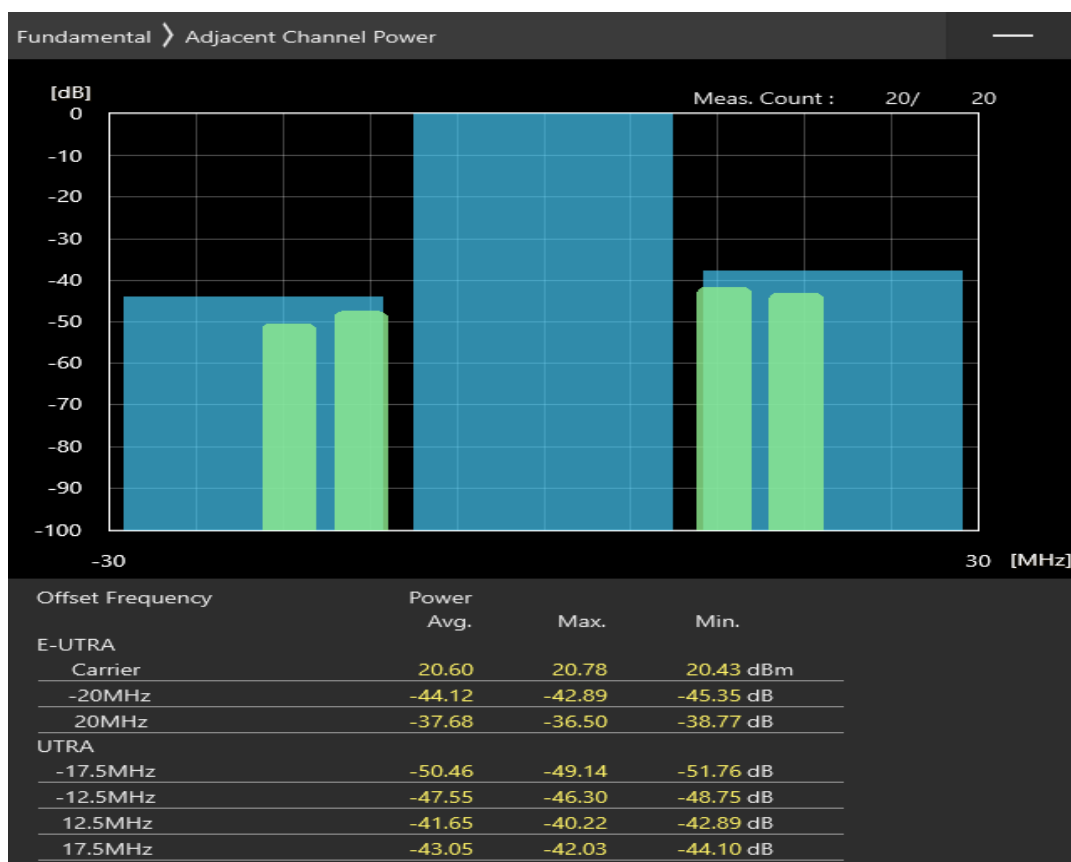 Fundamental ❯ Adjacent Channel Power
[dB]
Meas. Count : 20/ 20
0
-10
-20
-30
-40
-50
-60
-70
-80
-90
-100
-30 30 [MHz]
Offset Frequency Power
Avg. Max. Min.
E-UTRA
Carrier 20.60 20.78 20.43 dBm
-20MHz -44.12 -42.89 -45.35 dB
20MHz -37.68 -36.50 -38.77 dB
UTRA
-17.5MHz -50.46 -49.14 -51.76 dB
-12.5MHz -47.55 -46.30 -48.75 dB
12.5MHz -41.65 -40.22 -42.89 dB
17.5MHz -43.05 -42.03 -44.10 dB